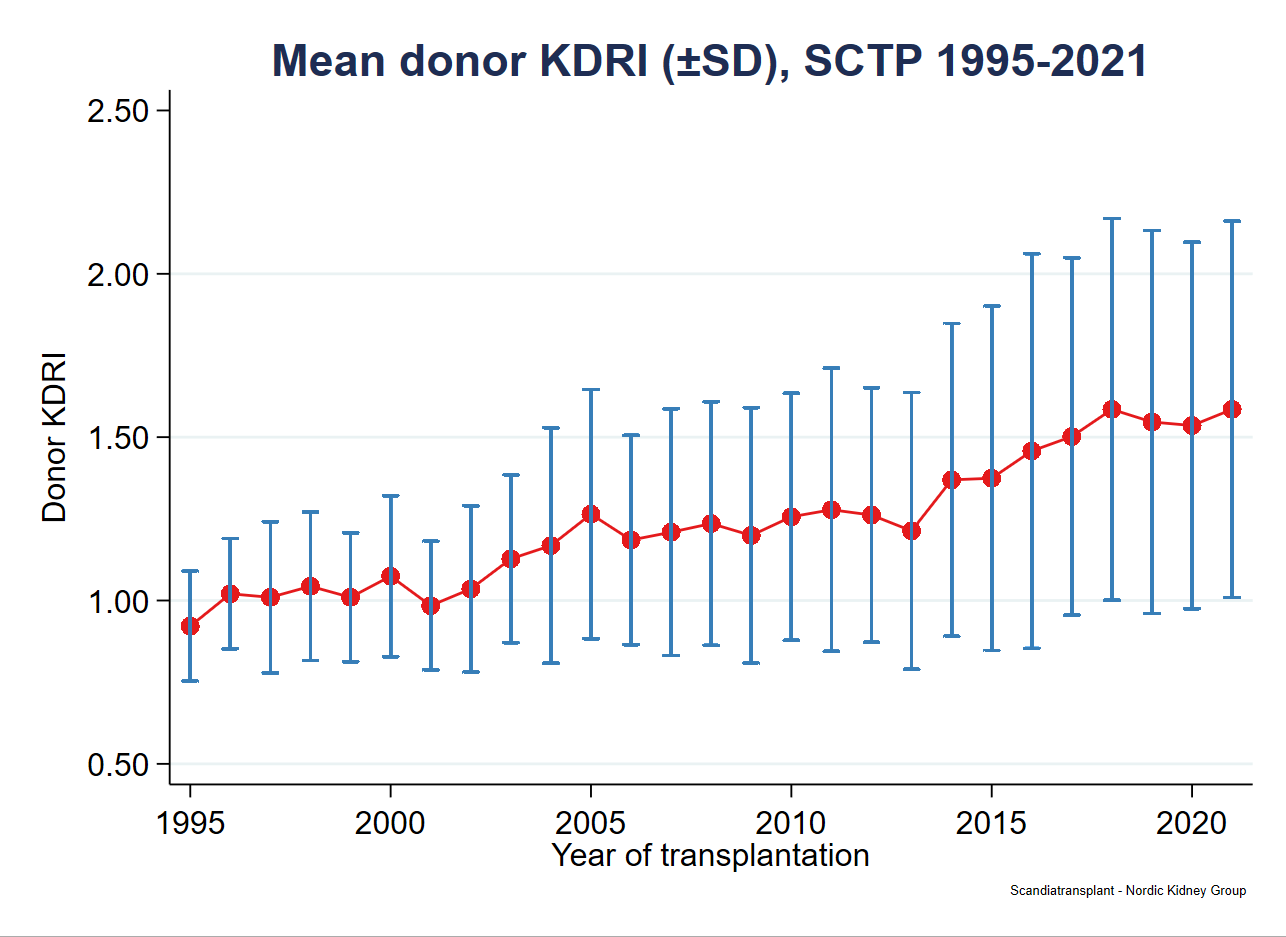 Mean donor KDRI (±SD), SCTP 1995-2021
2.50
2.00
1.50
1.00
0.50
Donor KDRI
1995 2000 2005 2010 2015 2020
Year of transplantation
Scandiatransplant - Nordic Kidney Group